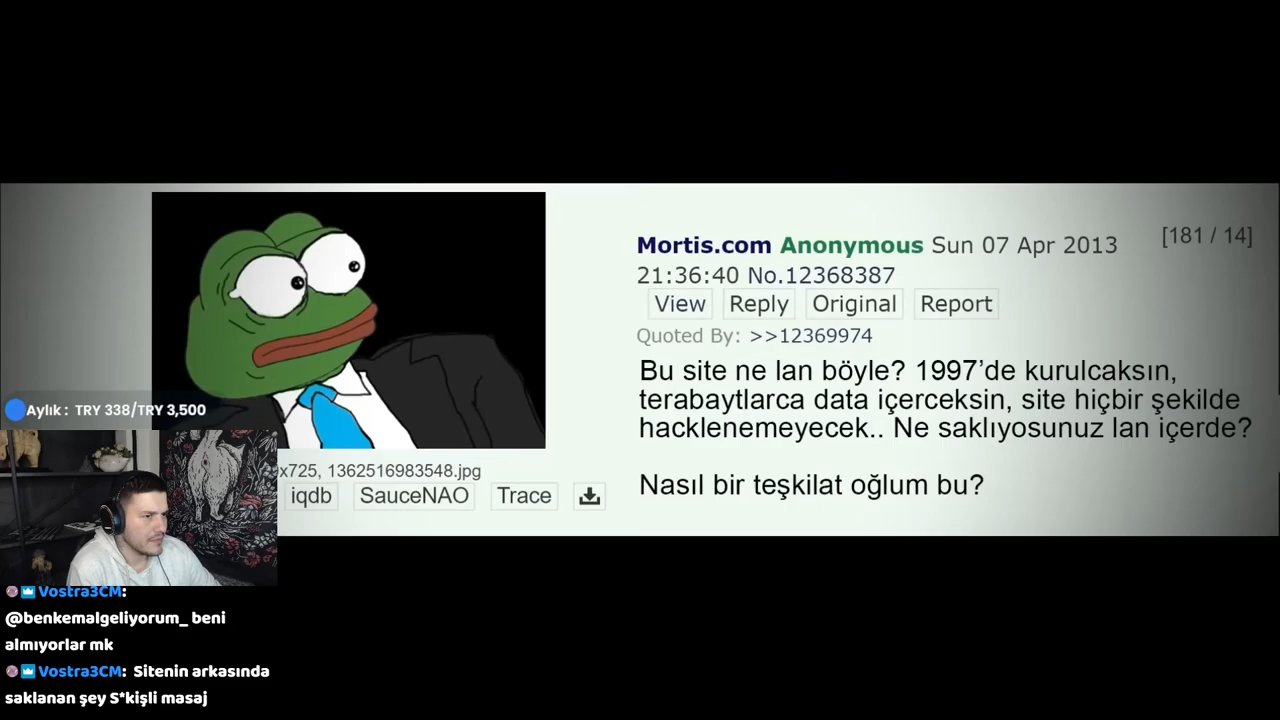 Mortis.com Anonymous Sun 07 Apr 2013
[181 / 14]
21:36:40 No.12368387
View Reply Original Report
Quoted By: >>12369974
Bu site ne lan böyle? 1997’de kurulcaksın,
terabaytlarca data içerceksin, site hiçbir şekilde
hacklenemeyecek.. Ne saklıyosunuz lan içerde?
Nasıl bir teşkilat oğlum bu?
x725, 1362516983548.jpg
iqdb SauceNAO Trace
Aylık : TRY 338/TRY 3,500
Vostra3CM:
@benkemalgeliyorum_ beni
almıyorlar mk
Vostra3CM: Sitenin arkasında
saklanan şey S*kişli masaj